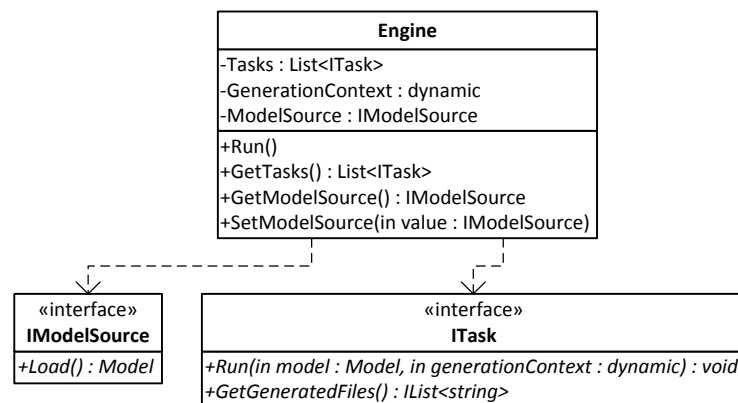 Engine
-Tasks : List<ITask>
-GenerationContext : dynamic
-ModelSource : IModelSource
+Run()
+GetTasks() : List<ITask>
+GetModelSource() : IModelSource
+SetModelSource(in value : IModelSource)
«interface»
IModelSource
+Load() : Model
«interface»
ITask
+Run(in model : Model, in generationContext : dynamic) : void
+GetGeneratedFiles() : IList<string>